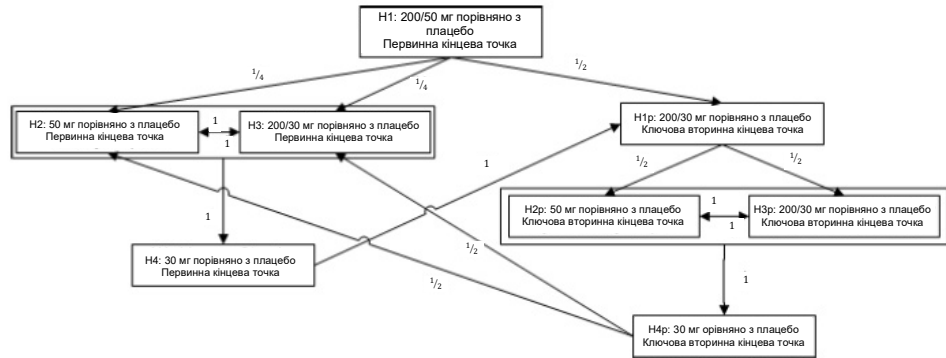 H1: 200/50 мг порівняно з
плацебо
Первинна кінцева точка
1/4
1/4
1/2
H2: 50 мг порівняно з плацебо
Первинна кінцева точка
1
1
H3: 200/30 мг порівняно з плацебо
Первинна кінцева точка
H1p: 200/30 мг порівняно з плацебо
Ключова вторинна кінцева точка
1
1/2
1/2
H2p: 50 мг порівняно з плацебо
Ключова вторинна кінцева точка
1
1
H3p: 200/30 мг порівняно з плацебо
Ключова вторинна кінцева точка
1
H4: 30 мг порівняно з плацебо
Первинна кінцева точка
1/2
1/2
1
H4p: 30 мг орівняно з плацебо
Ключова вторинна кінцева точка